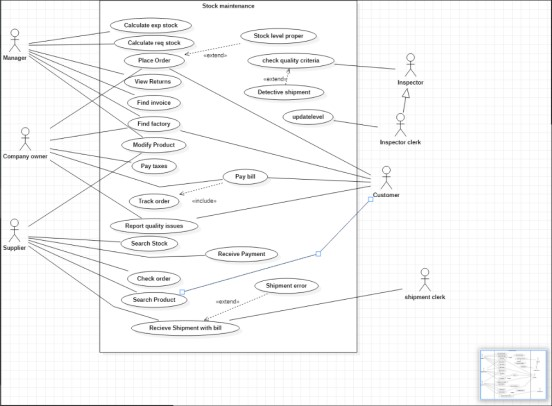 Stock maintenance
Calculate exp stock
Calculate req stock
Stock level proper
«extend»
Manager
Place Order
check quality criteria
«extend»
View Returns
Inspector
Detective shipment
Find invoice
updatelevel
Find factory
Inspector clerk
Modify Product
Company owner
Pay taxes
Pay bill
Customer
Track order
«include»
Report quality issues
Supplier
Search Stock
Receive Payment
Check order
Shipment error
shipment clerk
Search Product
«extend»
Recieve Shipment with bill